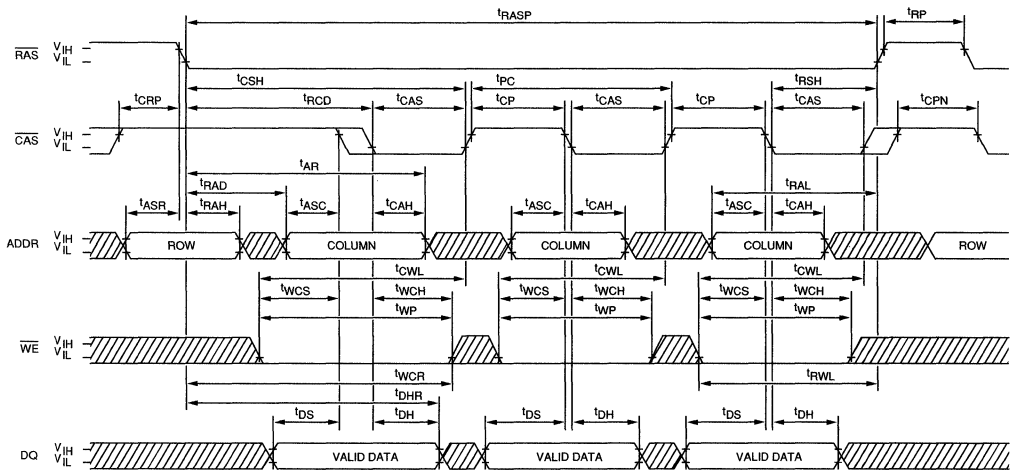 tRASP
tRP
RAS VIH
VIL
tCSH
tPC
tRSH
tCRP
tRCD
tCAS
tCP
tCAS
tCP
tCAS
tCPN
CAS VIH
VIL
tAR
tRAD
tRAL
tASR
tRAH
tASC
tCAH
tASC
tCAH
tASC
tCAH
ADDR VIH
VIL
ROW
COLUMN
COLUMN
COLUMN
ROW
tCWL
tCWL
tCWL
tWCS
tWCH
tWCS
tWCH
tWCS
tWCH
tWP
tWP
tWP
WE VIH
VIL
tWCR
tRWL
tDHR
tDS
tDH
tDS
tDH
tDS
tDH
DQ VIH
VIL
VALID DATA
VALID DATA
VALID DATA